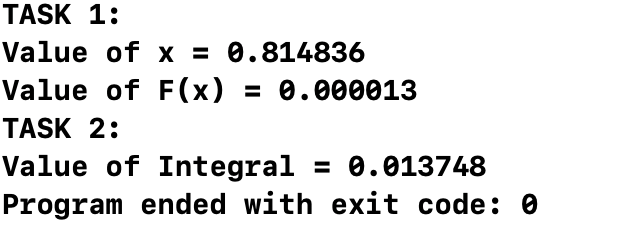 TASK 1:
Value of x = 0.814836
Value of F(x) = 0.000013
TASK 2:
Value of Integral = 0.013748
Program ended with exit code: 0